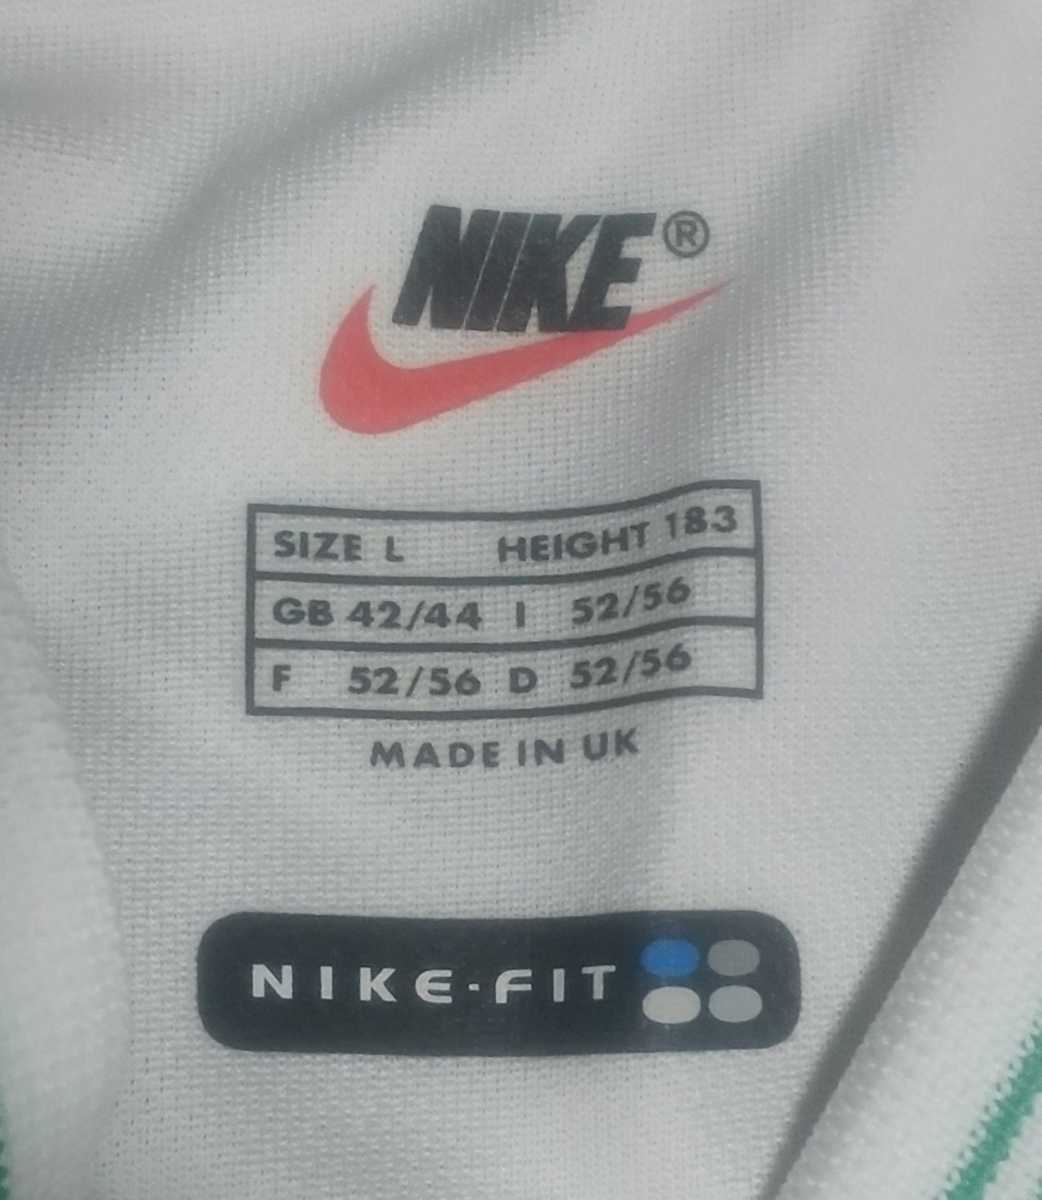 NIKE®
SIZE L HEIGHT 183
GB 42/44 I 52/56
F 52/56 D 52/56
MADE IN UK
NIKE·FIT